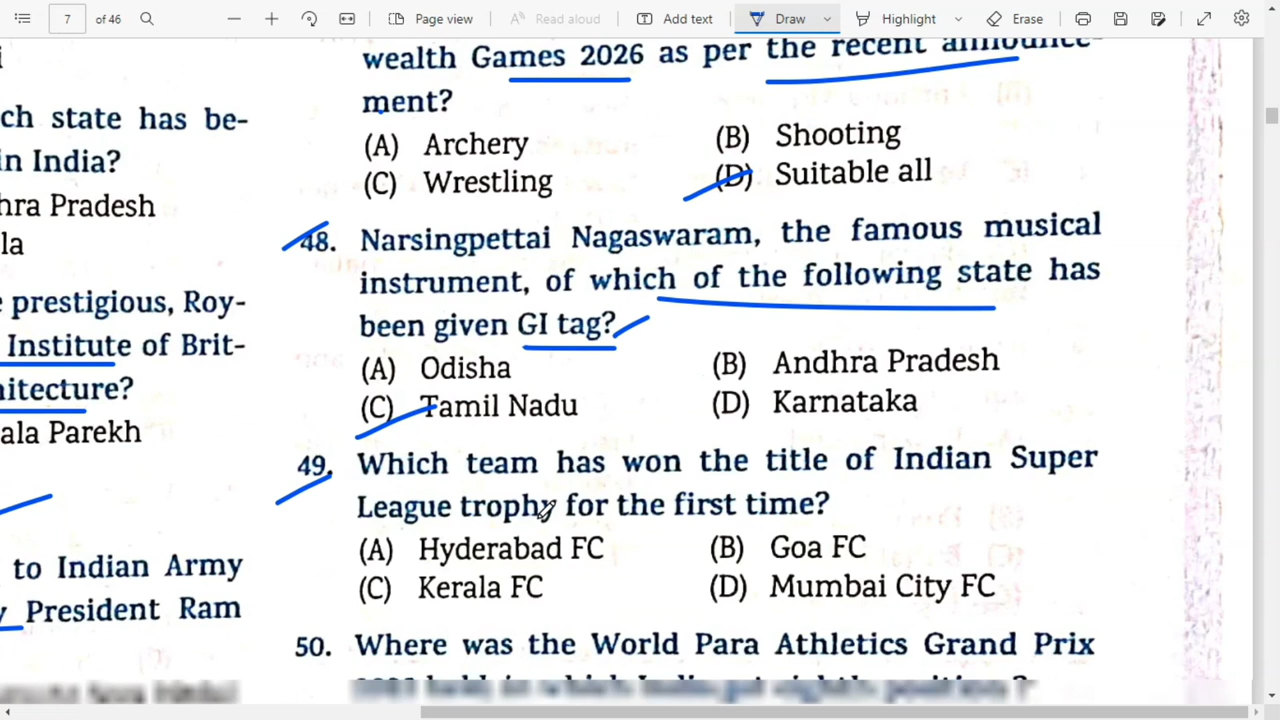 7 of 46 Page view Read aloud Add text Draw Highlight Erase
ch state has be-
in India?
hra Pradesh
la
e prestigious, Roy-
Institute of Brit-
hitecture?
ala Parekh
to Indian Army
y President Ram
wealth Games 2026 as per the recent announce-
ment?
(A) Archery (B) Shooting
(C) Wrestling (D) Suitable all
48. Narsingpettai Nagaswaram, the famous musical
instrument, of which of the following state has
been given GI tag?
(A) Odisha (B) Andhra Pradesh
(C) Tamil Nadu (D) Karnataka
49. Which team has won the title of Indian Super
League trophy for the first time?
(A) Hyderabad FC (B) Goa FC
(C) Kerala FC (D) Mumbai City FC
50. Where was the World Para Athletics Grand Prix